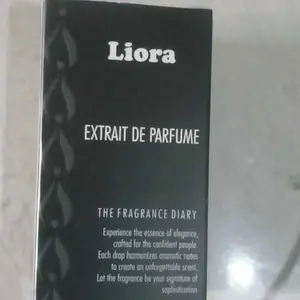 Liora
EXTRAIT DE PARFUME
THE FRAGRANCE DIARY
Experience the essence of elegance,
crafted for the confident people.
Each drop harmonizes aromatic notes
to create an unforgettable scent.
Let the fragrance be your signature of
sophistication